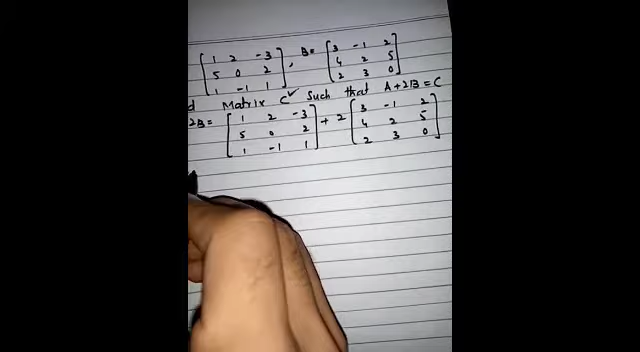 [1 2 -3] , B = [3 -1 2]
[5 0 2] [4 2 5]
[1 -1 1] [2 3 0]
d Matrix C✓ Such that A+2B=C
2B = [1 2 -3] + 2 [3 -1 2]
[5 0 2] [4 2 5]
[1 -1 1] [2 3 0]